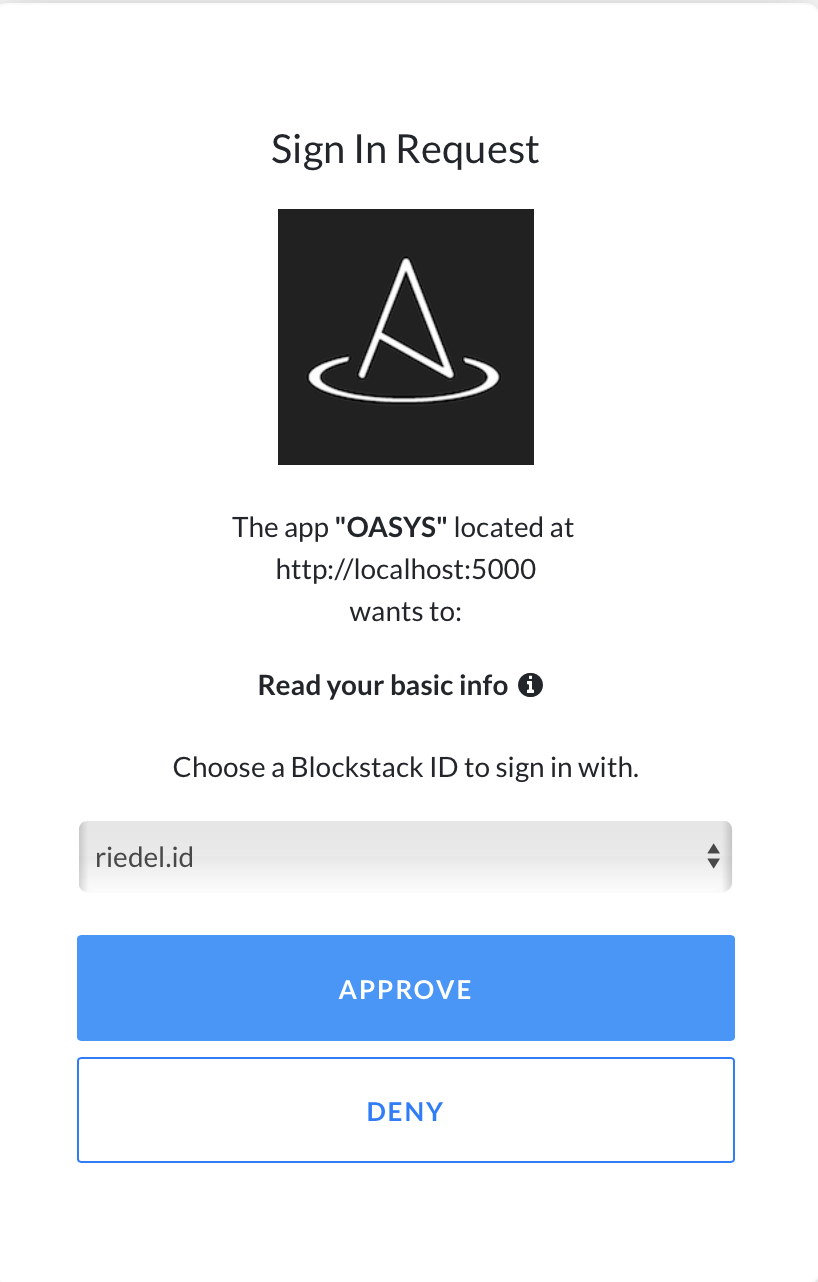 Sign In Request
The app "OASYS" located at
http://localhost:5000
wants to:
Read your basic info
Choose a Blockstack ID to sign in with.
riedel.id
APPROVE
DENY